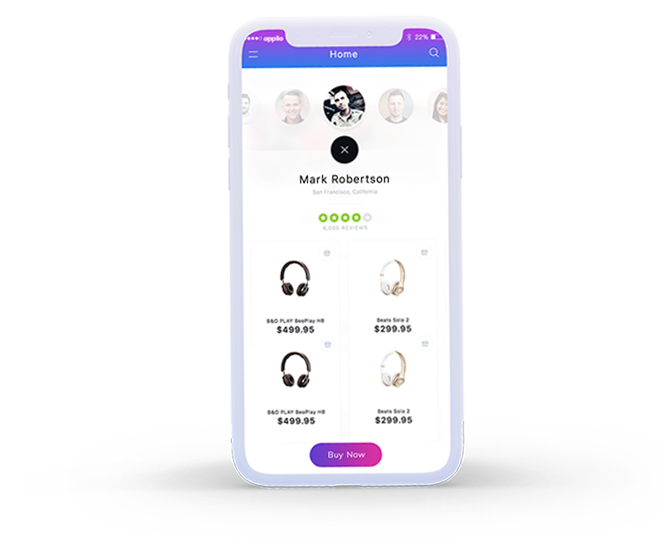 appilo
22%
Home
Mark Robertson
San Francisco, California
6,095 REVIEWS
B&O PLAY BeoPlay H8
$499.95
Beats Solo 2
$299.95
B&O PLAY BeoPlay H8
$499.95
Beats Solo 2
$299.95
Buy Now